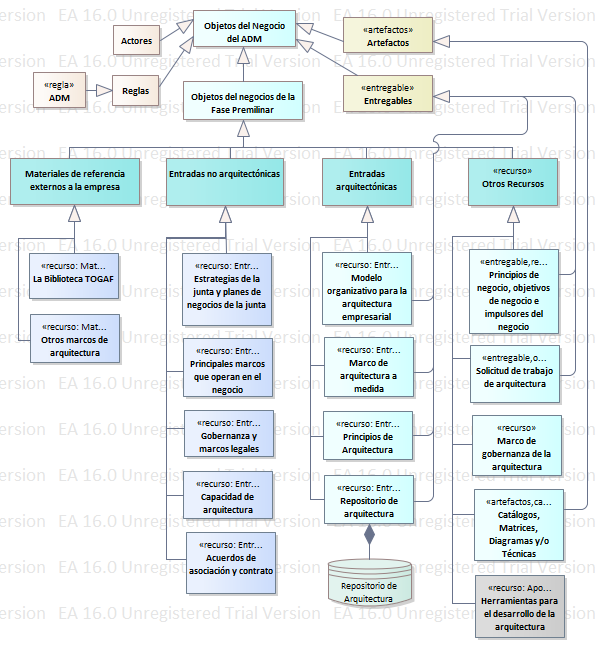 EA 16.0 Unregistered Trial Version
Objetos del Negocio
del ADM
Actores
«artefactos»
Artefactos
«regla»
ADM
Reglas
Objetos del negocios de la
Fase Premilinar
«entregable»
Entregables
Materiales de referencia
externos a la empresa
Entradas no arquitectónicas
Entradas
arquitectónicas
«recurso»
Otros Recursos
«recurso: Mat...
La Biblioteca TOGAF
«recurso: Mat...
Otros marcos de
arquitectura
«recurso: Entr...
Estrategias de la
junta y planes de
negocios de la junta
«recurso: Entr...
Principales marcos
que operan en el
negocio
«recurso: Entr...
Gobernanza y
marcos legales
«recurso: Entr...
Capacidad de
arquitectura
«recurso: Entr...
Acuerdos de
asociación y contrato
«recurso: Entr...
Modelo
organizativo para la
arquitectura
empresarial
«recurso: Entr...
Marco de
arquitectura a
medida
«recurso: Entr...
Principios de
Arquitectura
«recurso: Entr...
Repositorio de
arquitectura
Repositorio de
Arquitectura
«entregable,re...
Principios de
negocio, objetivos
de negocio e
impulsores del
negocio
«entregable,o...
Solicitud de trabajo
de arquitectura
«recurso»
Marco de
gobernanza de la
arquitectura
«artefactos,ca...
Catálogos,
Matrices,
Diagramas y/o
Técnicas
«recurso: Apo...
Herramientas para
el desarrollo de la
arquitectura